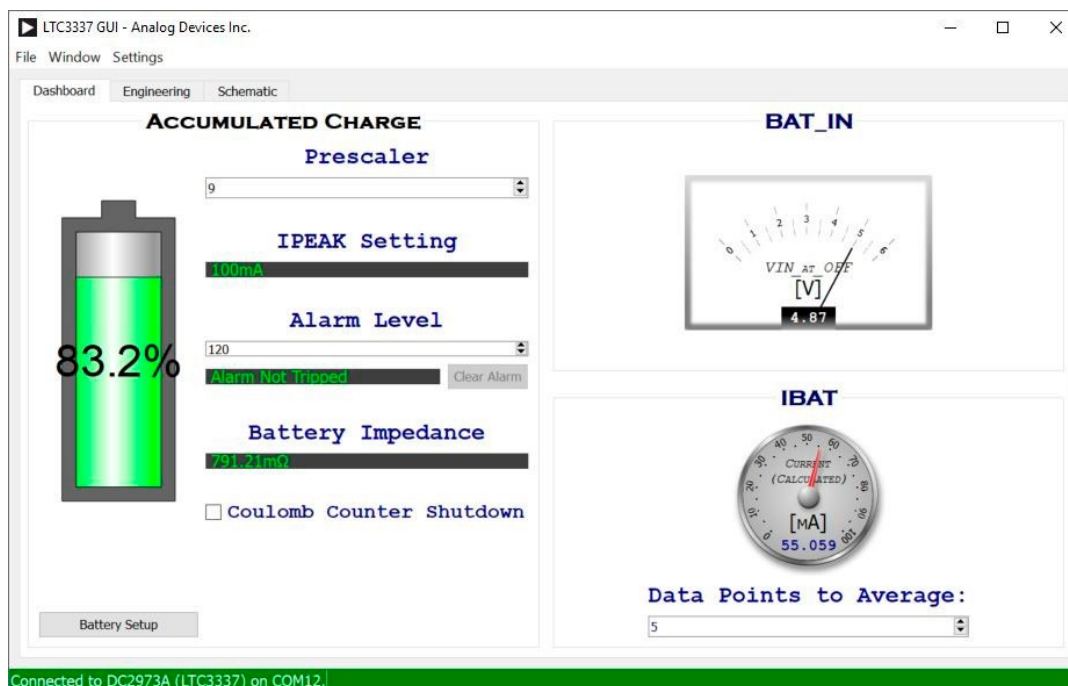 LTC3337 GUI - Analog Devices Inc.
File Window Settings
Dashboard Engineering Schematic
ACCUMULATED CHARGE
Prescaler
9
IPEAK Setting
100mA
Alarm Level
120
Alarm Not Tripped Clear Alarm
Battery Impedance
791.21mΩ
Coulomb Counter Shutdown
83.2%
Battery Setup
BAT_IN
0 1 2 3 4 5 6
VIN_AT_OFF
[V]
4.87
IBAT
0 10 20 30 40 50 60 70 80 90 100
CURRENT
(CALCULATED)
[MA]
55.059
Data Points to Average:
5
Connected to DC2973A (LTC3337) on COM12.